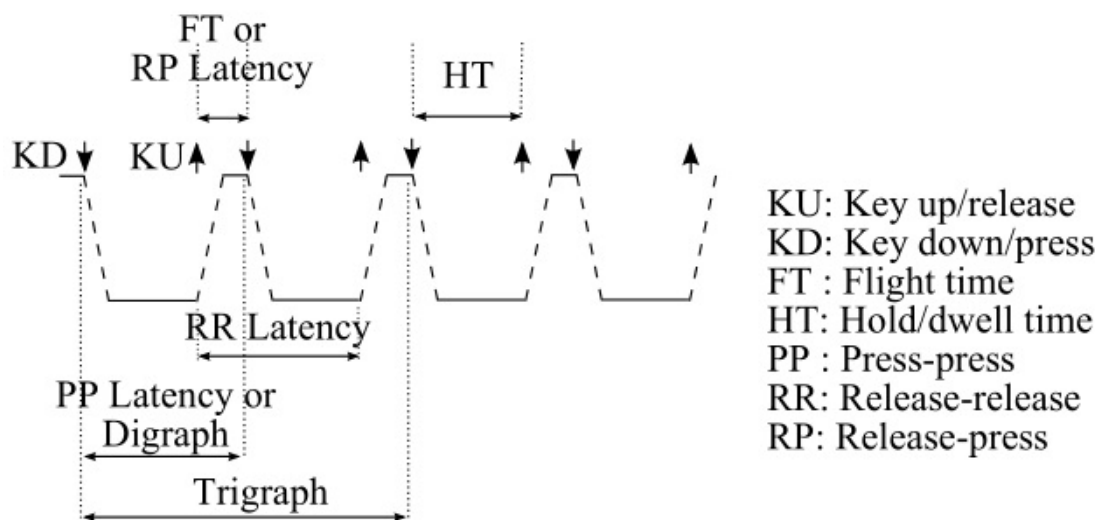 FT or
RP Latency
HT
KD
KU
RR Latency
PP Latency or
Digraph
Trigraph
KU: Key up/release
KD: Key down/press
FT : Flight time
HT: Hold/dwell time
PP : Press-press
RR: Release-release
RP: Release-press